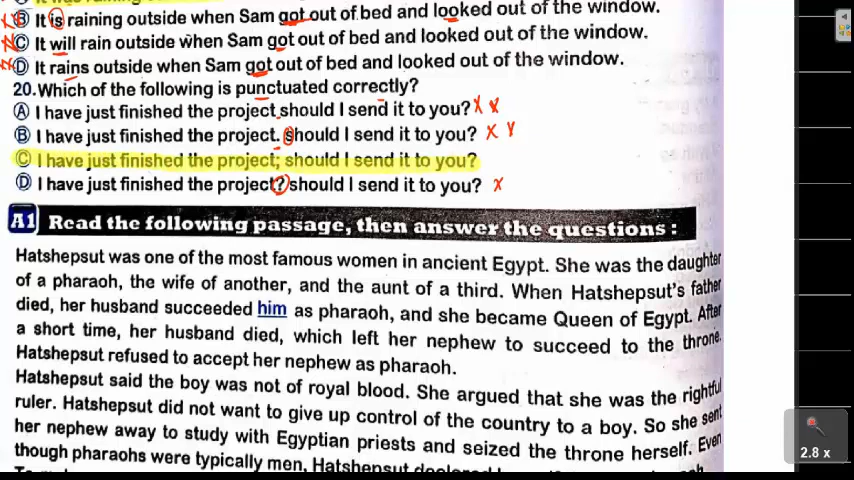 (B) It is raining outside when Sam got out of bed and looked out of the window.
(C) It will rain outside when Sam got out of bed and looked out of the window.
(D) It rains outside when Sam got out of bed and looked out of the window.
20.Which of the following is punctuated correctly?
(A) I have just finished the project should I send it to you? X X
(B) I have just finished the project. should I send it to you? X X
(C) I have just finished the project; should I send it to you?
(D) I have just finished the project? should I send it to you? X
A1 Read the following passage, then answer the questions :
Hatshepsut was one of the most famous women in ancient Egypt. She was the daughter
of a pharaoh, the wife of another, and the aunt of a third. When Hatshepsut's father
died, her husband succeeded him as pharaoh, and she became Queen of Egypt. After
a short time, her husband died, which left her nephew to succeed to the throne.
Hatshepsut refused to accept her nephew as pharaoh.
Hatshepsut said the boy was not of royal blood. She argued that she was the rightful
ruler. Hatshepsut did not want to give up control of the country to a boy. So she sent
her nephew away to study with Egyptian priests and seized the throne herself. Even
though pharaohs were typically men, Hatshepsut
2.8 x